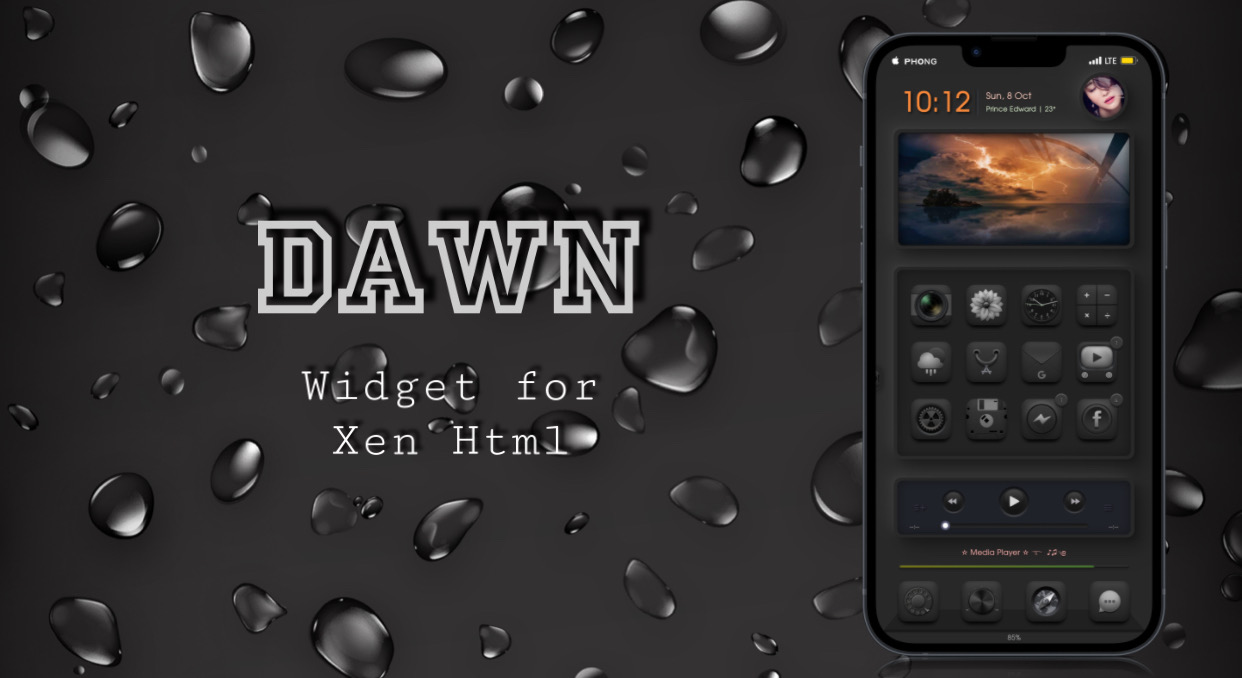 DAWN
Widget for
Xen Html
PHONG
LTE
10:12
Sun, 8 Oct
Prince Edward | 23°
G
--:--
--:--
☆ Media Player ☆
85%